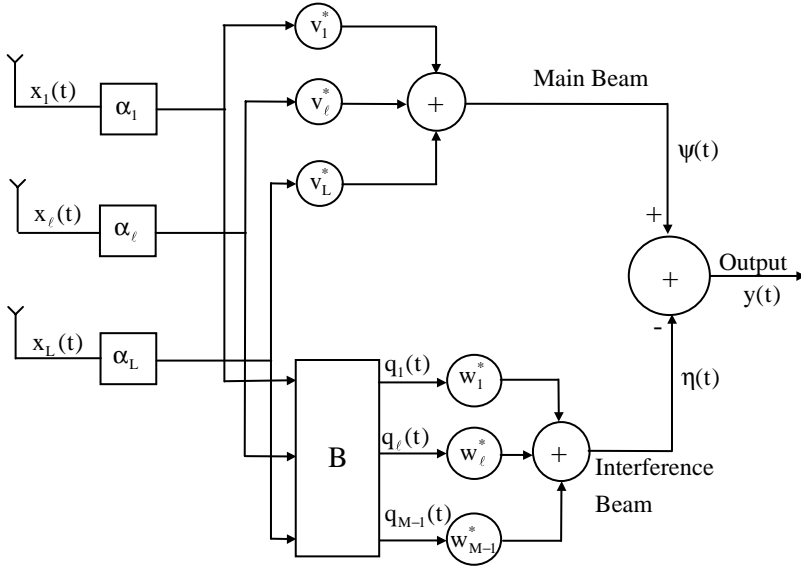 v₁*
x₁(t)
α₁
v_ℓ*
+
Main Beam
ψ(t)
v_L*
x_ℓ(t)
α_ℓ
+
+
Output
y(t)
-
x_L(t)
α_L
q₁(t)
w₁*
η(t)
B
q_ℓ(t)
w_ℓ*
+
Interference
Beam
q_{M-1}(t)
w_{M-1}*